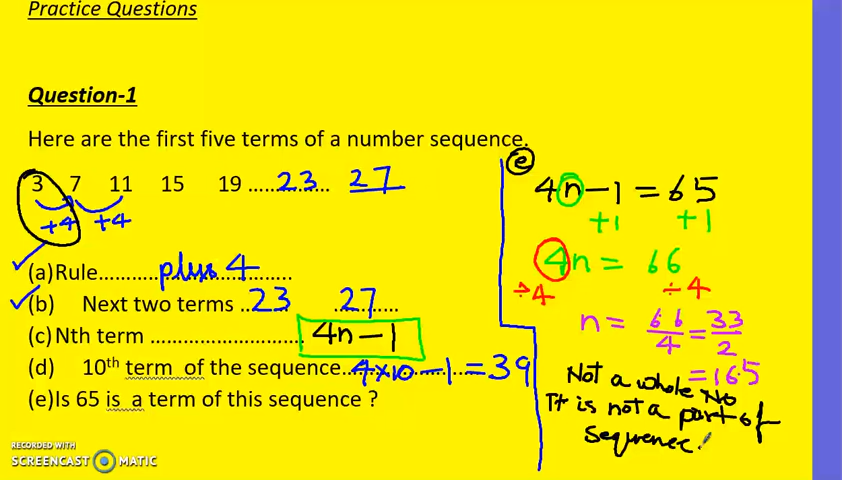 Practice Questions
Question-1
Here are the first five terms of a number sequence.
3 7 11 15 19 ............ 23 27
+4 +4
(a) Rule.......plus 4.......
(b) Next two terms ..23 27
(c) Nth term ............................ 4n-1
(d) 10th term of the sequence...4×10-1=39
(e) Is 65 is a term of this sequence ?
e
4n-1=65
+1 +1
4n = 66
÷4 ÷4
n = 66/4 = 33/2
= 16.5
Not a whole No
It is not a part of
Sequence.
RECORDED WITH
SCREENCAST MATIC